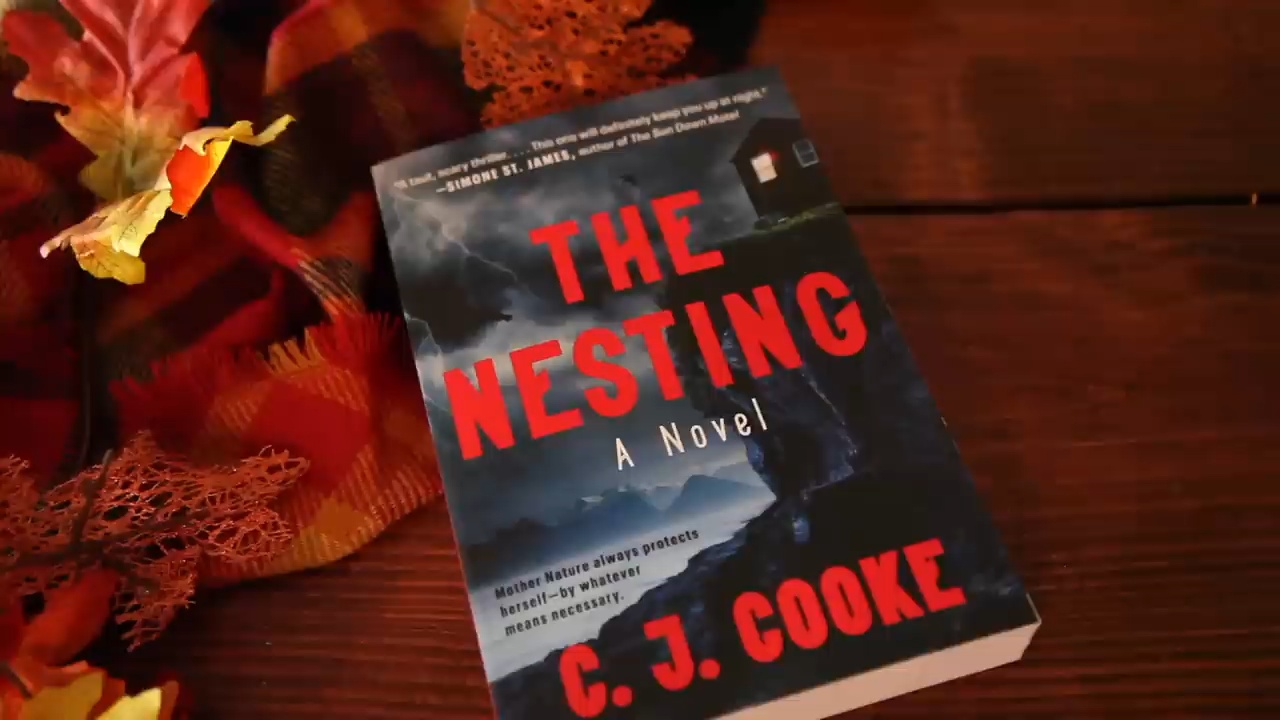 "A taut, scary thriller.... This one will definitely keep you up at night."
—SIMONE ST. JAMES, author of The Sun Down Motel
THE
NESTING
A Novel
Mother Nature always protects
herself—by whatever
means necessary.
C. J. COOKE